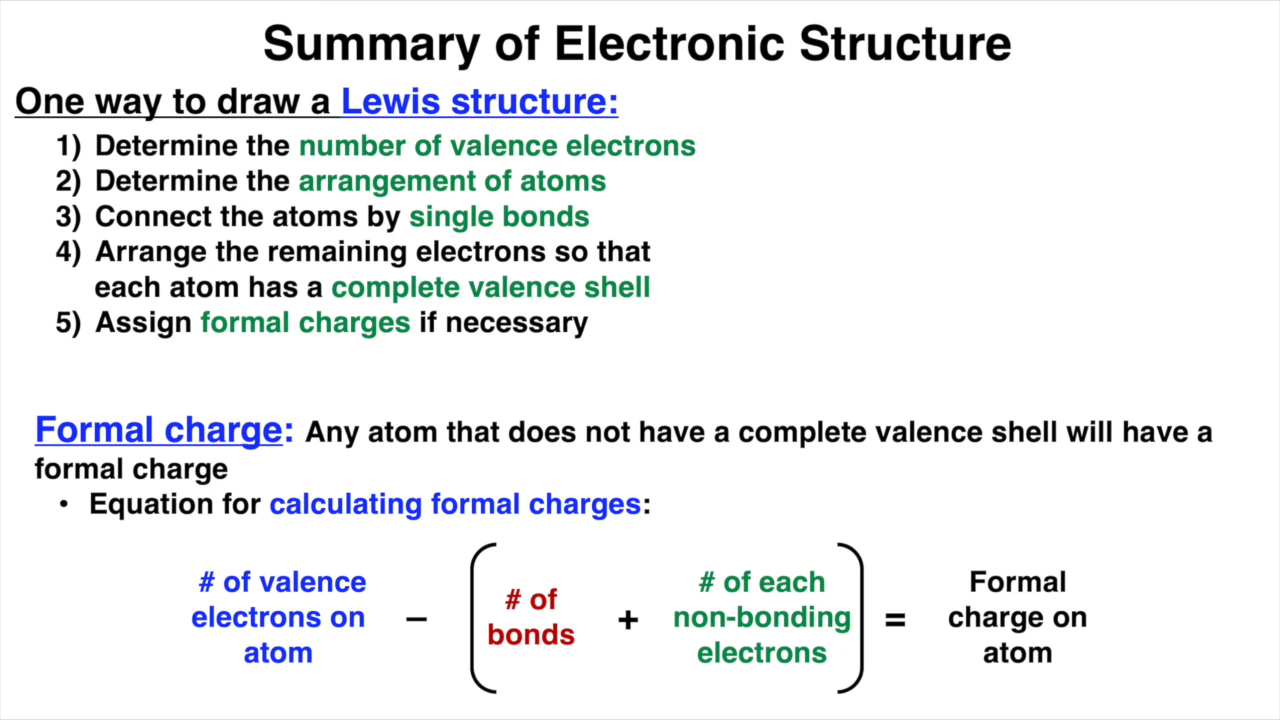 Summary of Electronic Structure
One way to draw a Lewis structure:
1) Determine the number of valence electrons
2) Determine the arrangement of atoms
3) Connect the atoms by single bonds
4) Arrange the remaining electrons so that
each atom has a complete valence shell
5) Assign formal charges if necessary
Formal charge: Any atom that does not have a complete valence shell will have a
formal charge
• Equation for calculating formal charges:
# of valence
electrons on
atom
–
(
# of
bonds
+
# of each
non-bonding
electrons
)
=
Formal
charge on
atom